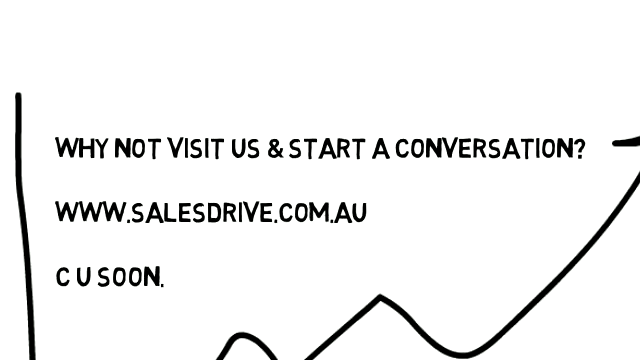 WHY NOT VISIT US & START A CONVERSATION?
WWW.SALESDRIVE.COM.AU
C U SOON.